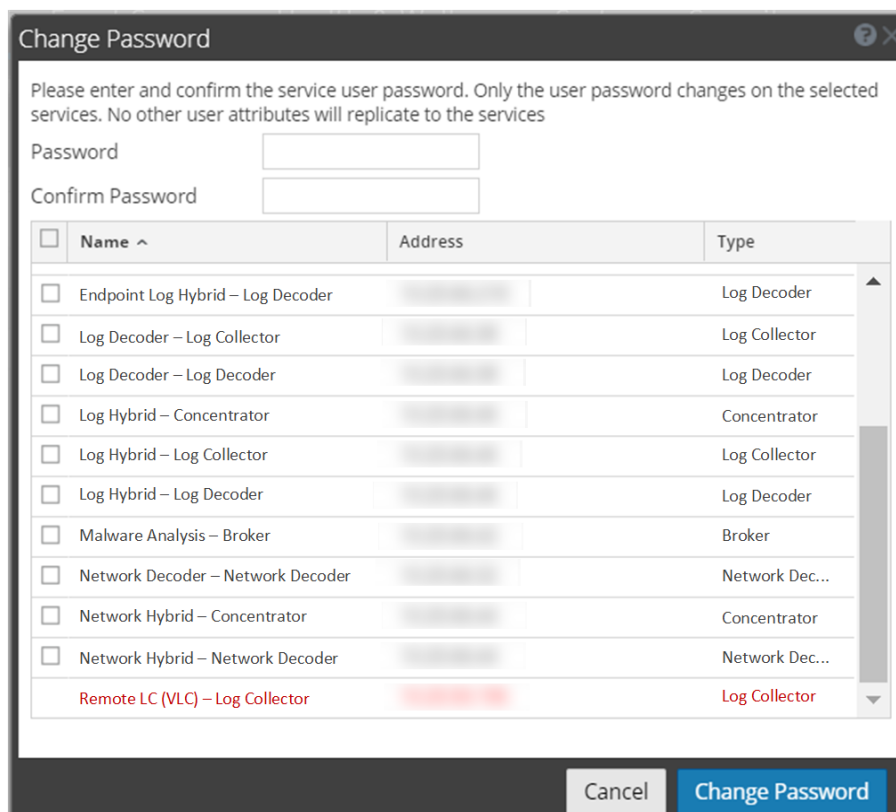 Change Password
Please enter and confirm the service user password. Only the user password changes on the selected
services. No other user attributes will replicate to the services
Password
Confirm Password
Name Address Type
Endpoint Log Hybrid – Log Decoder Log Decoder
Log Decoder – Log Collector Log Collector
Log Decoder – Log Decoder Log Decoder
Log Hybrid – Concentrator Concentrator
Log Hybrid – Log Collector Log Collector
Log Hybrid – Log Decoder Log Decoder
Malware Analysis – Broker Broker
Network Decoder – Network Decoder Network Dec...
Network Hybrid – Concentrator Concentrator
Network Hybrid – Network Decoder Network Dec...
Remote LC (VLC) – Log Collector Log Collector
Cancel Change Password